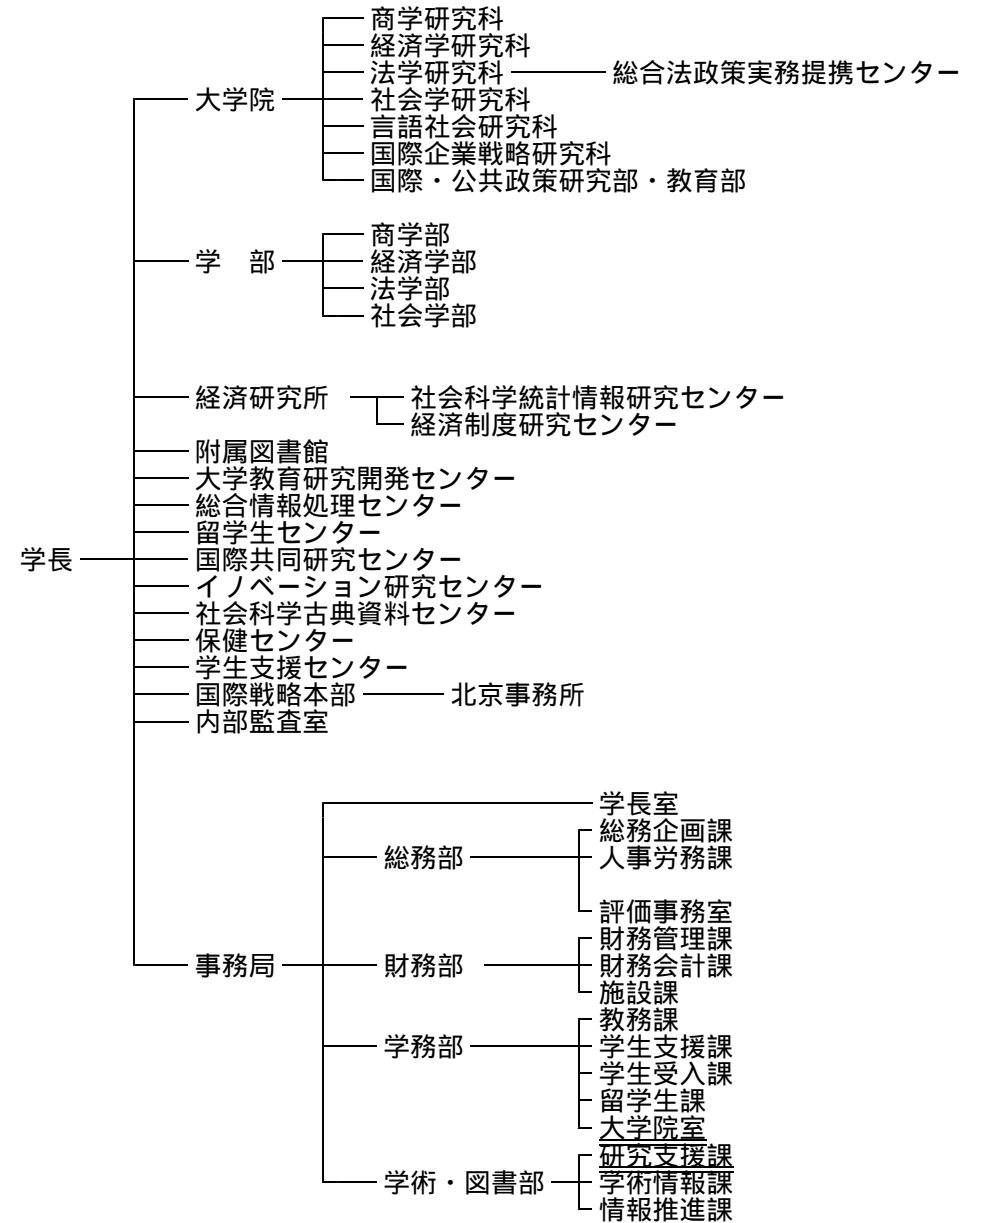 商学研究科
経済学研究科
法学研究科 総合法政策実務提携センター
大学院 社会学研究科
言語社会研究科
国際企業戦略研究科
国際・公共政策研究部・教育部
商学部
学　部 経済学部
法学部
社会学部
経済研究所 社会科学統計情報研究センター
経済制度研究センター
附属図書館
大学教育研究開発センター
総合情報処理センター
留学生センター
学長 国際共同研究センター
イノベーション研究センター
社会科学古典資料センター
保健センター
学生支援センター
国際戦略本部 北京事務所
内部監査室
学長室
総務企画課
総務部 人事労務課
評価事務室
財務管理課
事務局 財務部 財務会計課
施設課
教務課
学務部 学生支援課
学生受入課
留学生課
大学院室
研究支援課
学術・図書部 学術情報課
情報推進課